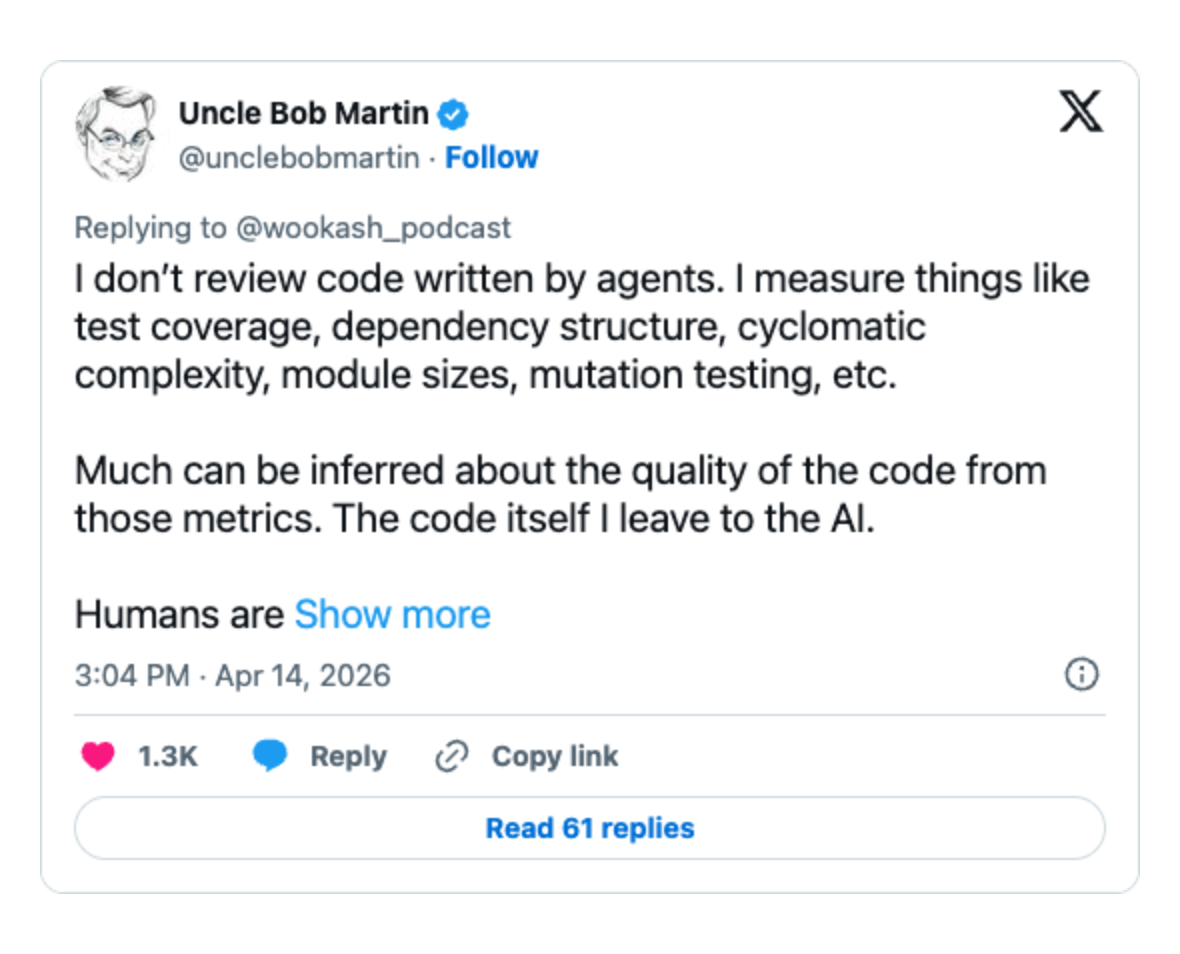 Uncle Bob Martin
@unclebobmartin · Follow
Replying to @wookash_podcast
I don’t review code written by agents. I measure things like
test coverage, dependency structure, cyclomatic
complexity, module sizes, mutation testing, etc.
Much can be inferred about the quality of the code from
those metrics. The code itself I leave to the AI.
Humans are Show more
3:04 PM · Apr 14, 2026
1.3K Reply Copy link
Read 61 replies